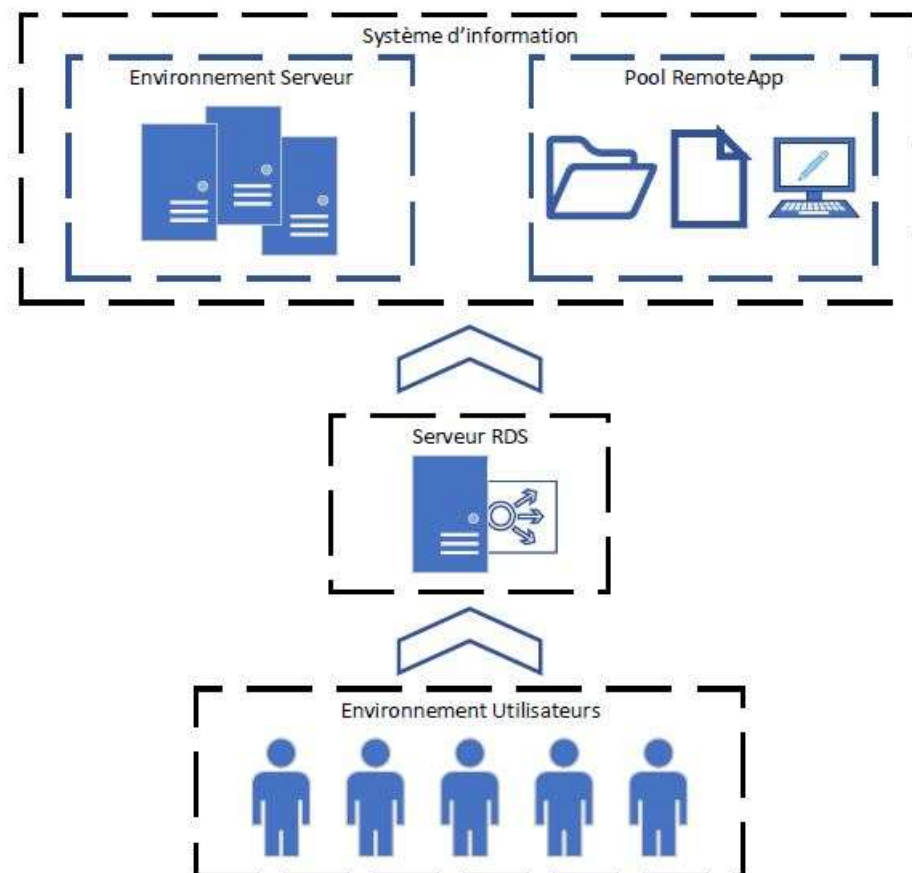 Système d'information
Environnement Serveur
Pool RemoteApp
Serveur RDS
Environnement Utilisateurs